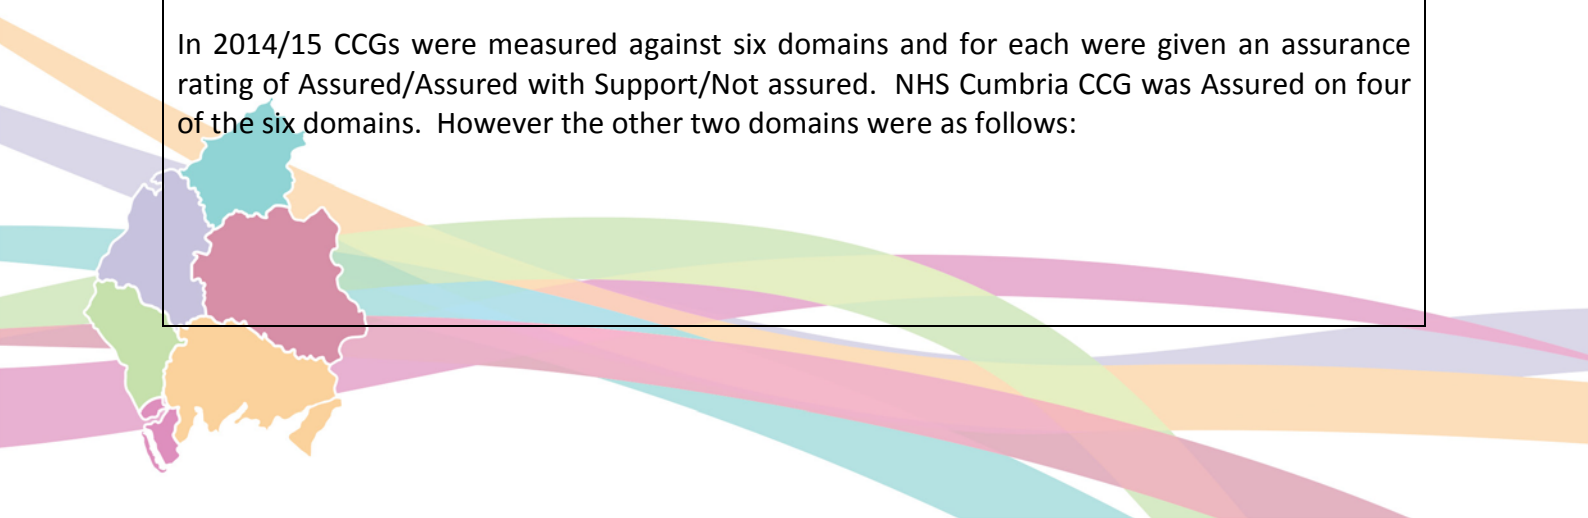 In 2014/15 CCGs were measured against six domains and for each were given an assurance
rating of Assured/Assured with Support/Not assured.  NHS Cumbria CCG was Assured on four
of the six domains.  However the other two domains were as follows: